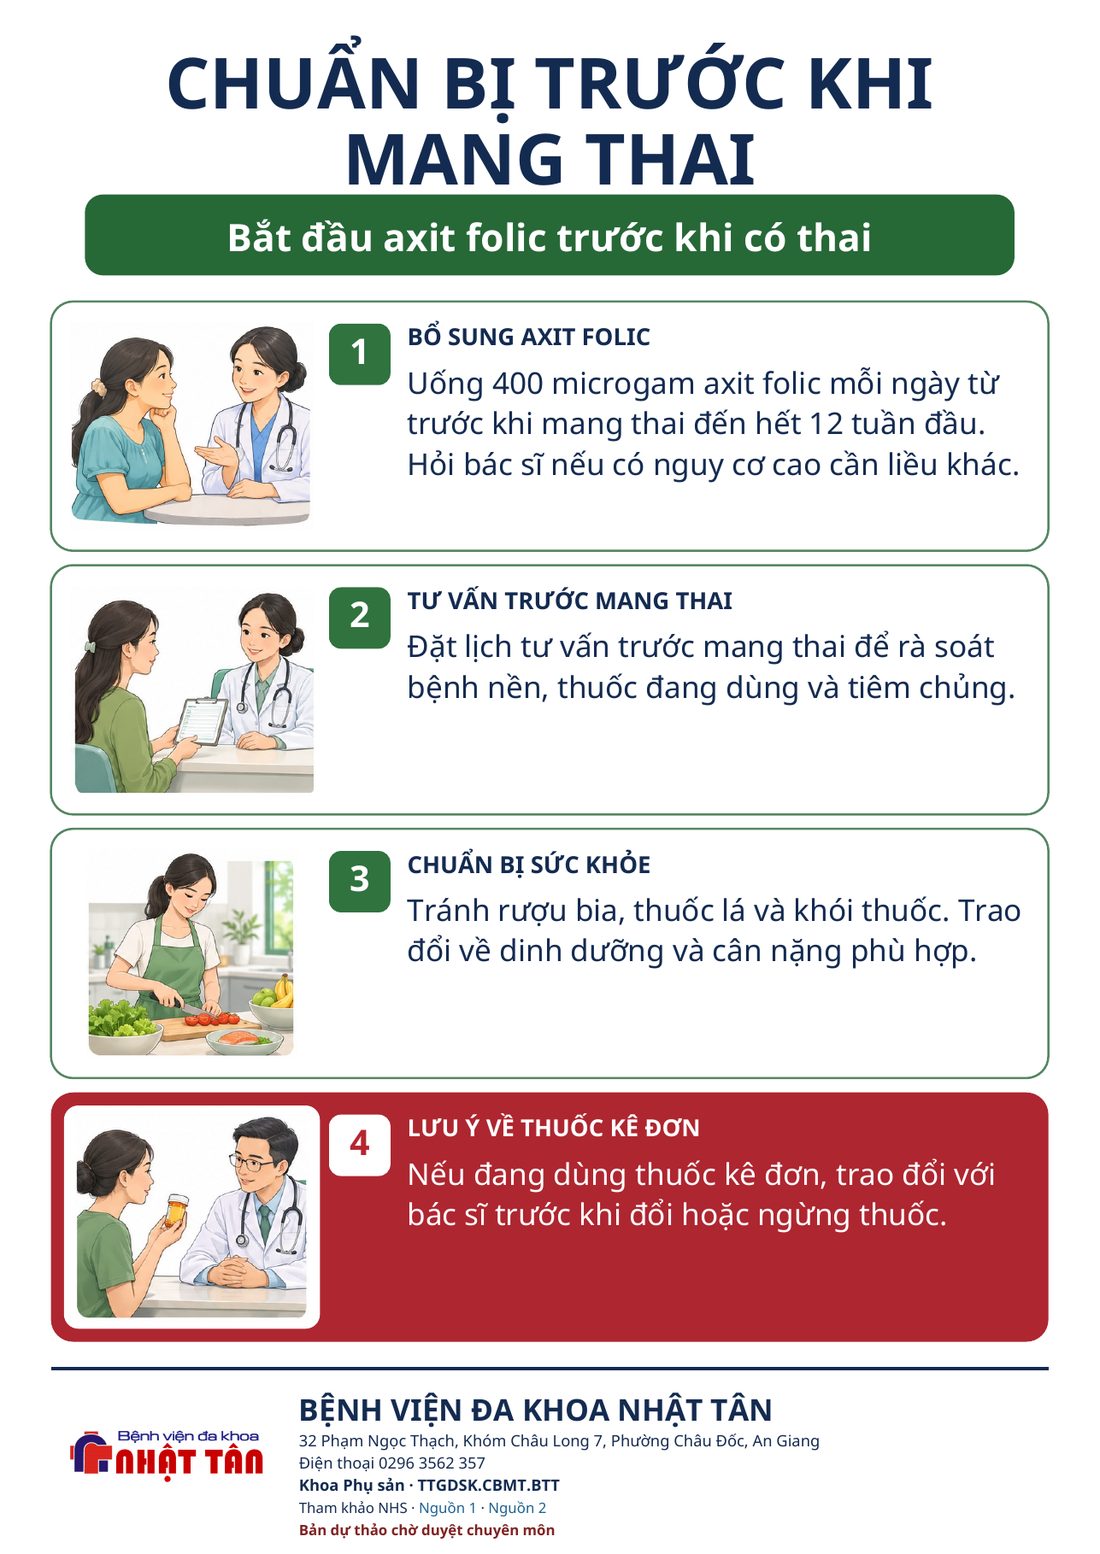 CHUẨN BỊ TRƯỚC KHI
MANG THAI
Bắt đầu axit folic trước khi có thai
1
BỔ SUNG AXIT FOLIC
Uống 400 microgam axit folic mỗi ngày từ
trước khi mang thai đến hết 12 tuần đầu.
Hỏi bác sĩ nếu có nguy cơ cao cần liều khác.
2
TƯ VẤN TRƯỚC MANG THAI
Đặt lịch tư vấn trước mang thai để rà soát
bệnh nền, thuốc đang dùng và tiêm chủng.
3
CHUẨN BỊ SỨC KHỎE
Tránh rượu bia, thuốc lá và khói thuốc. Trao
đổi về dinh dưỡng và cân nặng phù hợp.
4
LƯU Ý VỀ THUỐC KÊ ĐƠN
Nếu đang dùng thuốc kê đơn, trao đổi với
bác sĩ trước khi đổi hoặc ngừng thuốc.
Bệnh viện đa khoa
NHẬT TÂN
BỆNH VIỆN ĐA KHOA NHẬT TÂN
32 Phạm Ngọc Thạch, Khóm Châu Long 7, Phường Châu Đốc, An Giang
Điện thoại 0296 3562 357
Khoa Phụ sản · TTGDSK.CBMT.BTT
Tham khảo NHS · Nguồn 1 · Nguồn 2
Bản dự thảo chờ duyệt chuyên môn